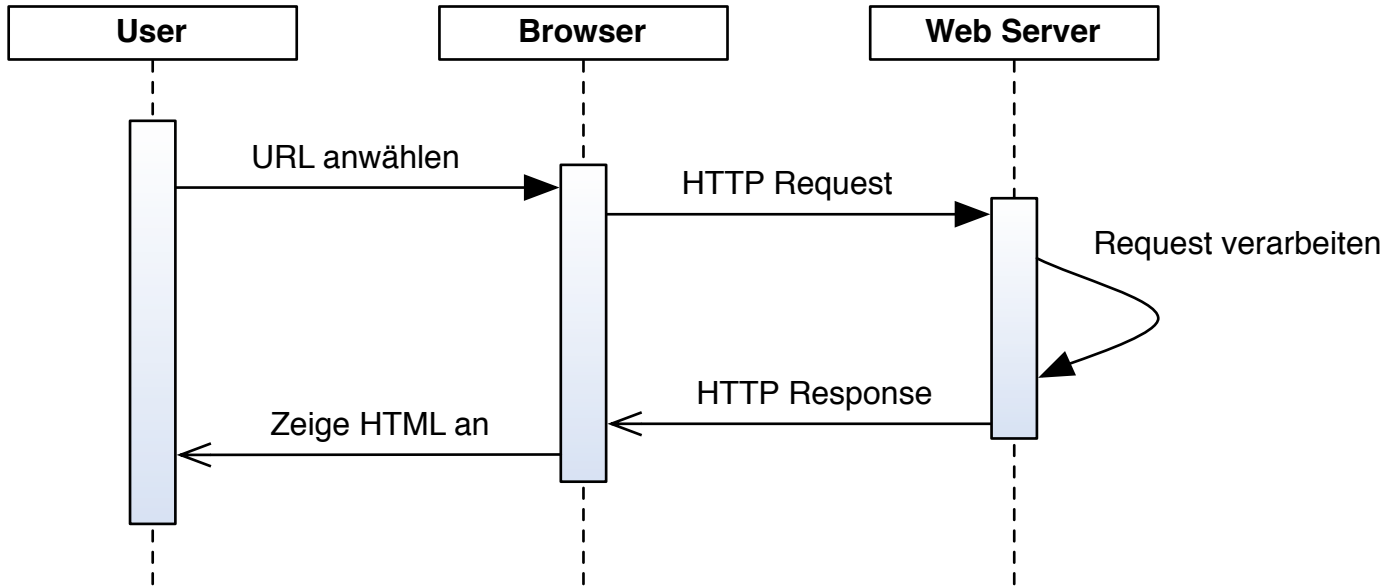 User
Browser
Web Server
URL anwählen
HTTP Request
Request verarbeiten
HTTP Response
Zeige HTML an